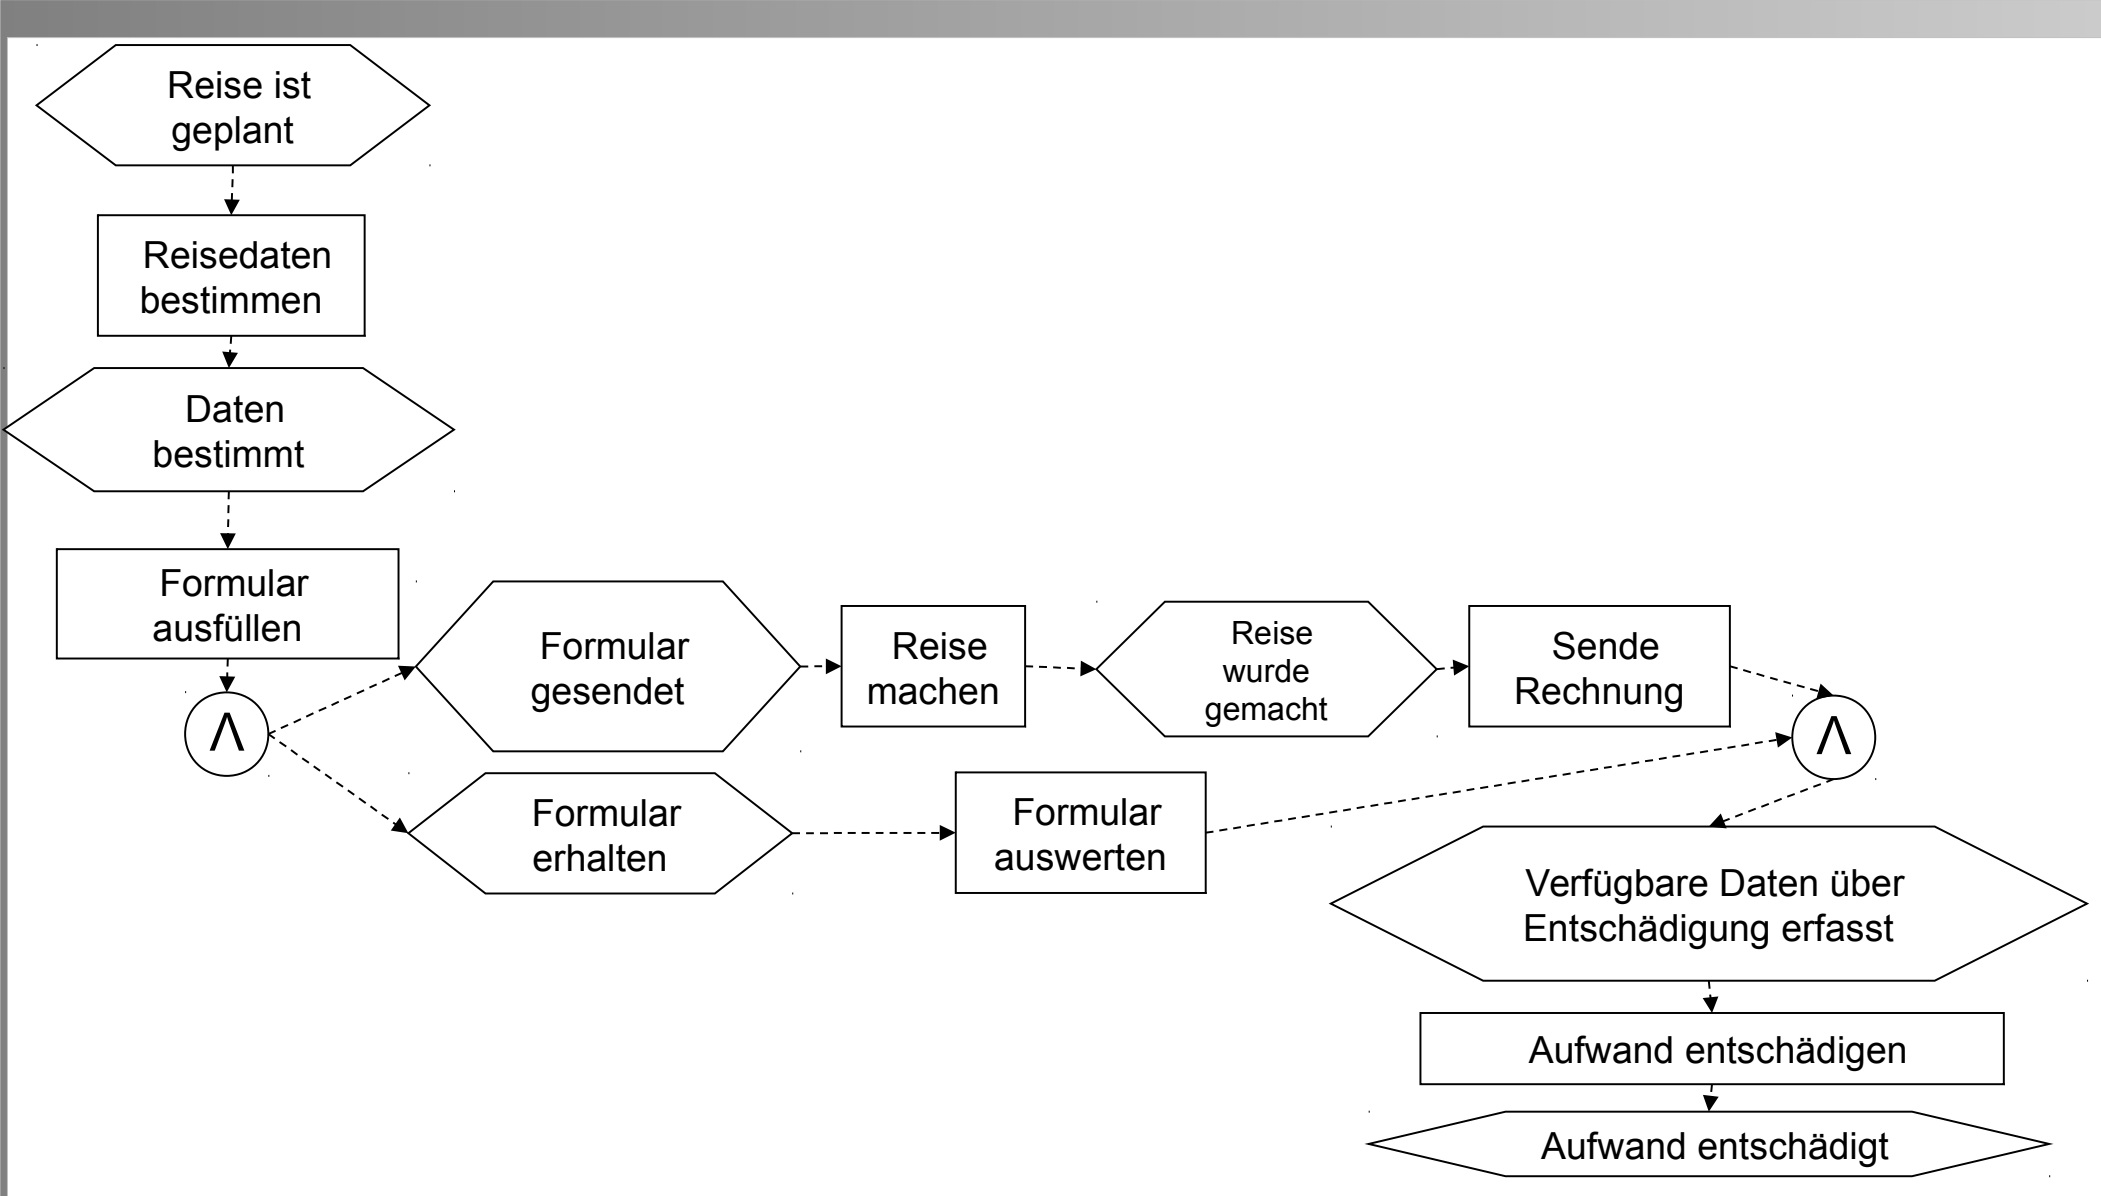 Reise ist
geplant
Reisedaten
bestimmen
Daten
bestimmt
Formular
ausfüllen
Λ
Formular
gesendet
Reise
machen
Reise
wurde
gemacht
Sende
Rechnung
Λ
Formular
erhalten
Formular
auswerten
Verfügbare Daten über
Entschädigung erfasst
Aufwand entschädigen
Aufwand entschädigt